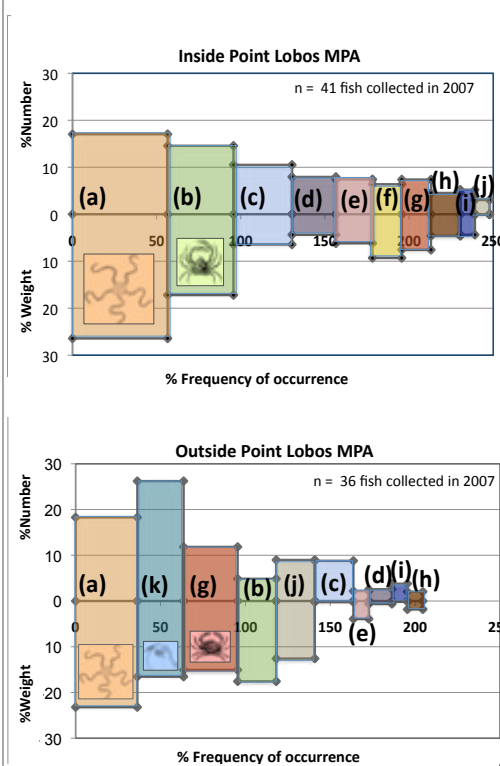 Inside Point Lobos MPA
n = 41 fish collected in 2007
%Number
% Weight
30
20
10
0
10
20
30
(a)
(b)
(c)
(d)
(e)
(f)
(g)
(h)
(i)
(j)
0
50
100
150
200
250
% Frequency of occurrence
Outside Point Lobos MPA
n = 36 fish collected in 2007
%Number
%Weight
30
20
10
0
10
20
30
(a)
(k)
(g)
(b)
(j)
(c)
(e)
(d)
(i)
(h)
0
50
100
150
200
% Frequency of occurrence